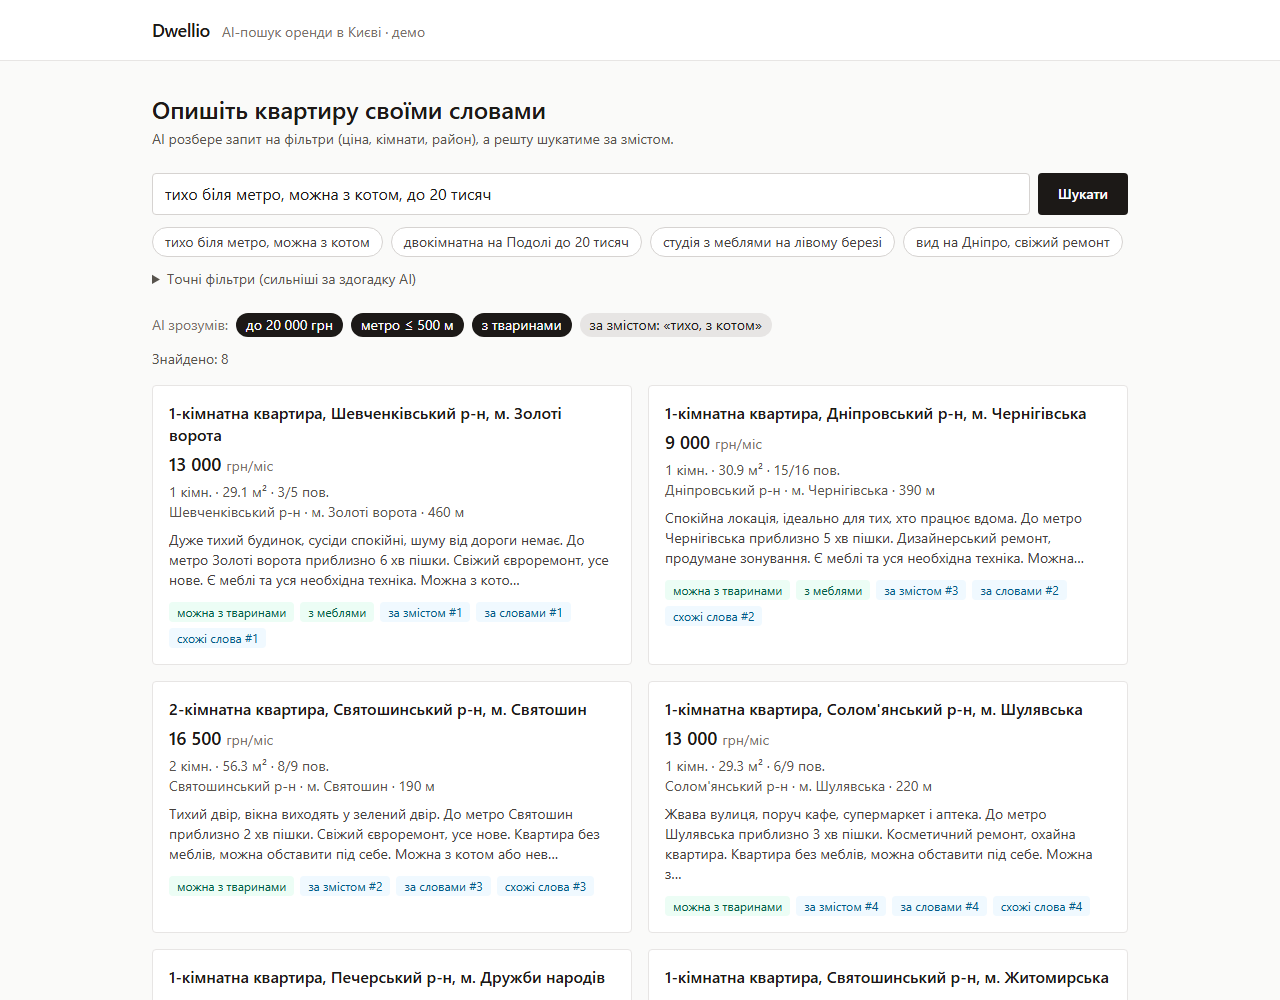 Dwellio AI-пошук оренди в Києві · демо
Опишіть квартиру своїми словами
AI розбере запит на фільтри (ціна, кімнати, район), а решту шукатиме за змістом.
тихо біля метро, можна з котом, до 20 тисяч
Шукати
тихо біля метро, можна з котом
двокімнатна на Подолі до 20 тисяч
студія з меблями на лівому березі
вид на Дніпро, свіжий ремонт
Точні фільтри (сильніші за здогадку AI)
AI зрозумів: до 20 000 грн метро ≤ 500 м з тваринами за змістом: «тихо, з котом»
Знайдено: 8
1-кімнатна квартира, Шевченківський р-н, м. Золоті
ворота
13 000 грн/міс
1 кімн. · 29.1 м² · 3/5 пов.
Шевченківський р-н · м. Золоті ворота · 460 м
Дуже тихий будинок, сусіди спокійні, шуму від дороги немає. До
метро Золоті ворота приблизно 6 хв пішки. Свіжий євроремонт, усе
нове. Є меблі та уся необхідна техніка. Можна з кото...
можна з тваринами з меблями за змістом #1 за словами #1
схожі слова #1
1-кімнатна квартира, Дніпровський р-н, м. Чернігівська
9 000 грн/міс
1 кімн. · 30.9 м² · 15/16 пов.
Дніпровський р-н · м. Чернігівська · 390 м
Спокійна локація, ідеально для тих, хто працює вдома. До метро
Чернігівська приблизно 5 хв пішки. Дизайнерський ремонт,
продумане зонування. Є меблі та уся необхідна техніка. Можна...
можна з тваринами з меблями за змістом #3 за словами #2
схожі слова #2
2-кімнатна квартира, Святошинський р-н, м. Святошин
16 500 грн/міс
2 кімн. · 56.3 м² · 8/9 пов.
Святошинський р-н · м. Святошин · 190 м
Тихий двір, вікна виходять у зелений двір. До метро Святошин
приблизно 2 хв пішки. Свіжий євроремонт, усе нове. Квартира без
меблів, можна обставити під себе. Можна з котом або нев...
можна з тваринами за змістом #2 за словами #3 схожі слова #3
1-кімнатна квартира, Солом'янський р-н, м. Шулявська
13 000 грн/міс
1 кімн. · 29.3 м² · 6/9 пов.
Солом'янський р-н · м. Шулявська · 220 м
Жвава вулиця, поруч кафе, супермаркет і аптека. До метро
Шулявська приблизно 3 хв пішки. Косметичний ремонт, охайна
квартира. Квартира без меблів, можна обставити під себе. Можна
з...
можна з тваринами за змістом #4 за словами #4 схожі слова #4
1-кімнатна квартира, Печерський р-н, м. Дружби народів
1-кімнатна квартира, Святошинський р-н, м. Житомирська